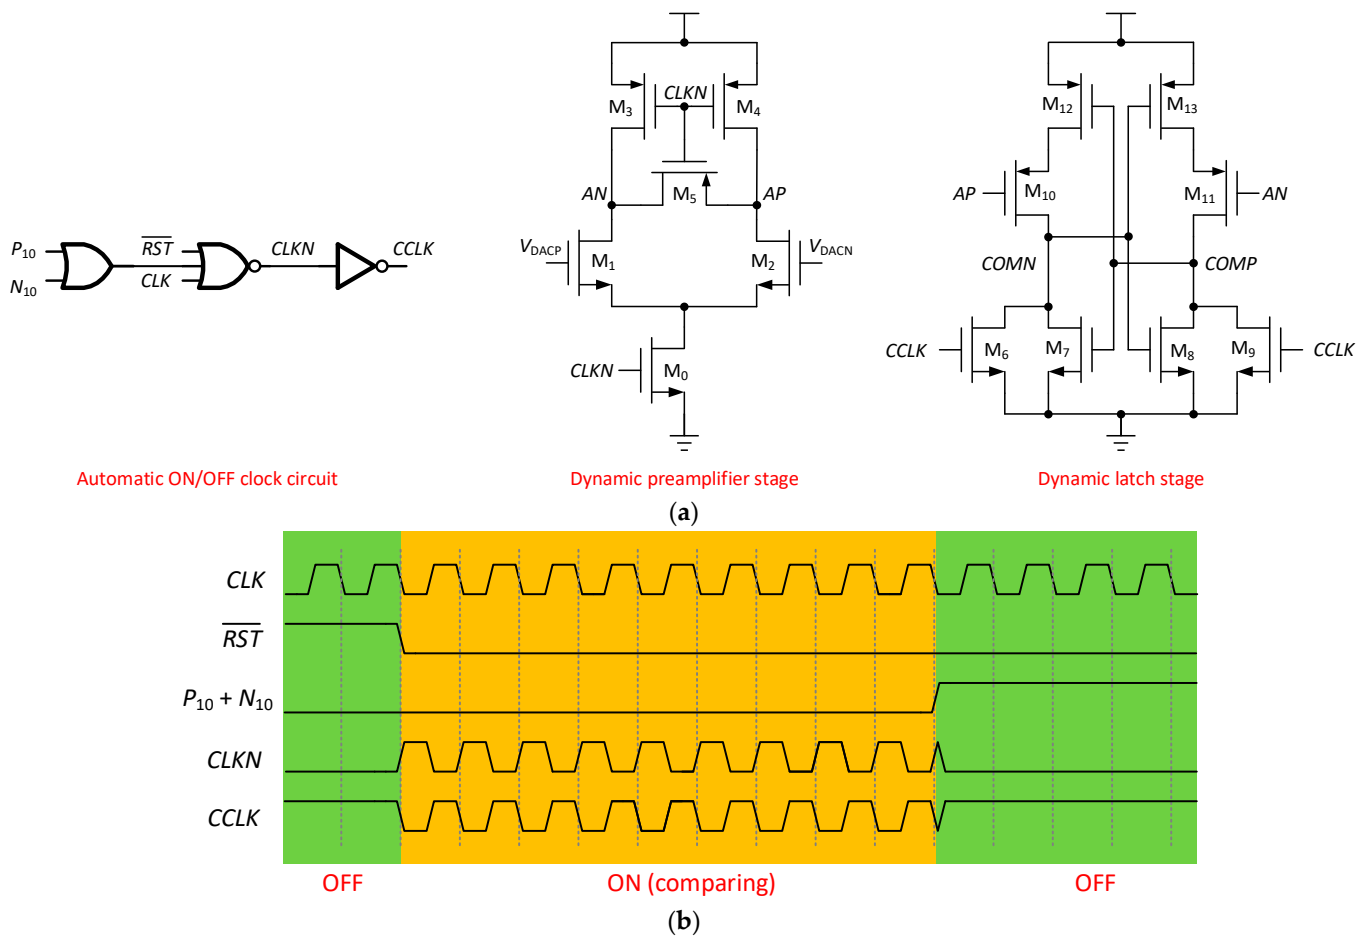 CLKN
M3
M4
M12
M13
AN
M5
AP
AP
M10
M11
AN
P10
RST
CLKN
CCLK
VDACP
M1
M2
VDACN
COMN
COMP
N10
CLK
CCLK
M6
M7
M8
M9
CCLK
CLKN
M0
Automatic ON/OFF clock circuit
Dynamic preamplifier stage
Dynamic latch stage
(a)
CLK
RST
P10 + N10
CLKN
CCLK
OFF
ON (comparing)
OFF
(b)